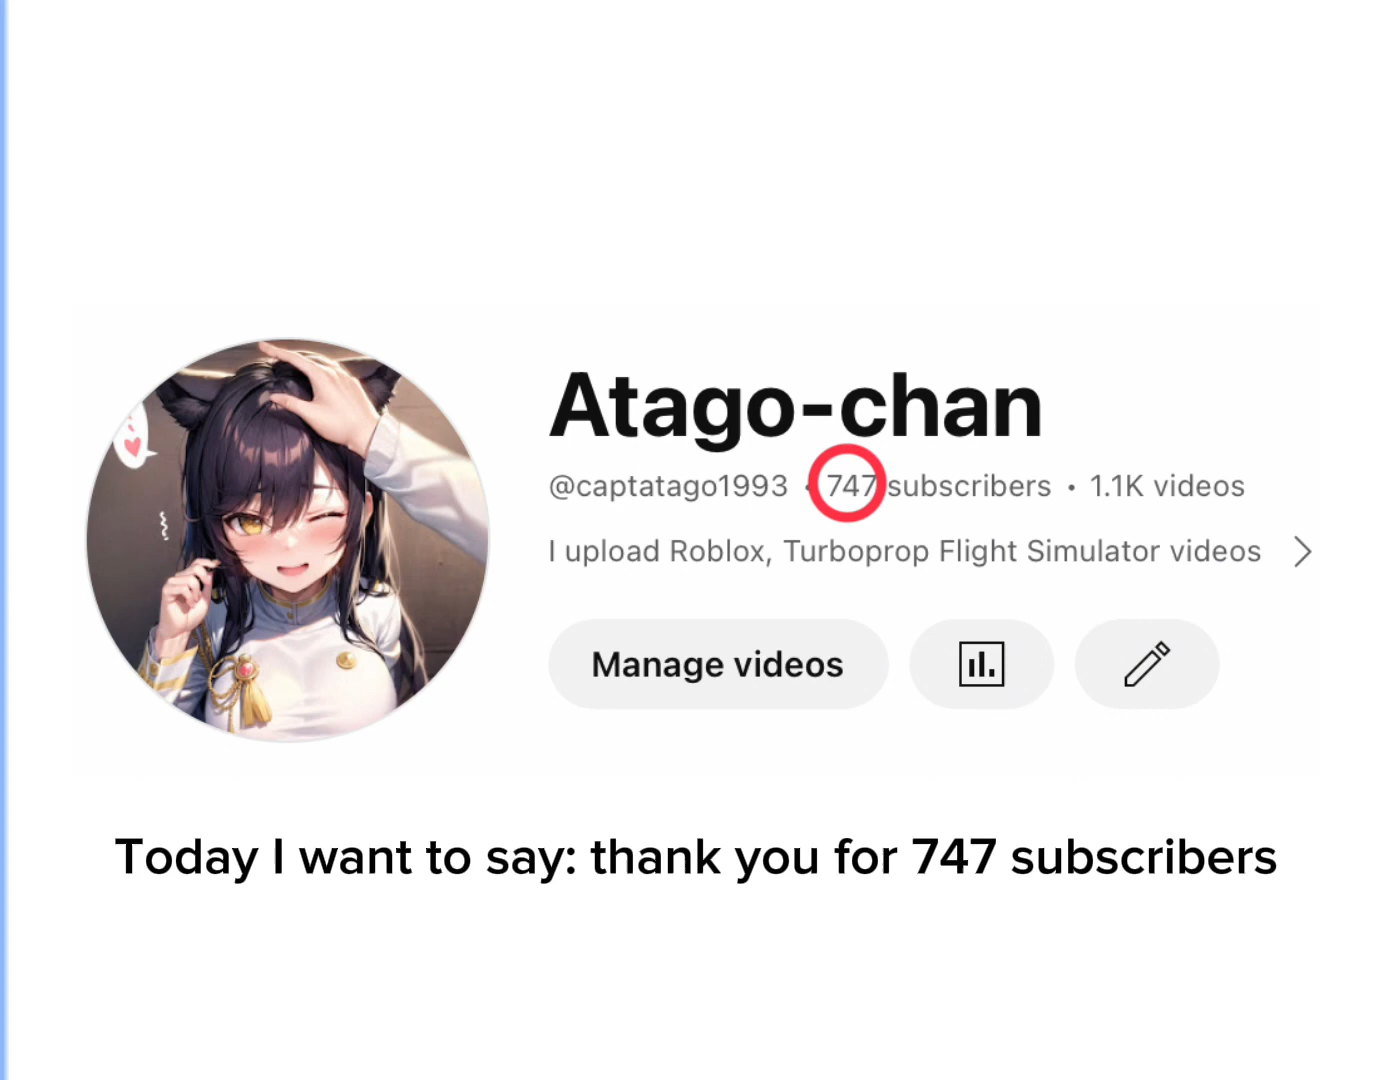 Atago-chan
@captatago1993 • 747 subscribers • 1.1K videos
I upload Roblox, Turboprop Flight Simulator videos
Manage videos
Today I want to say: thank you for 747 subscribers